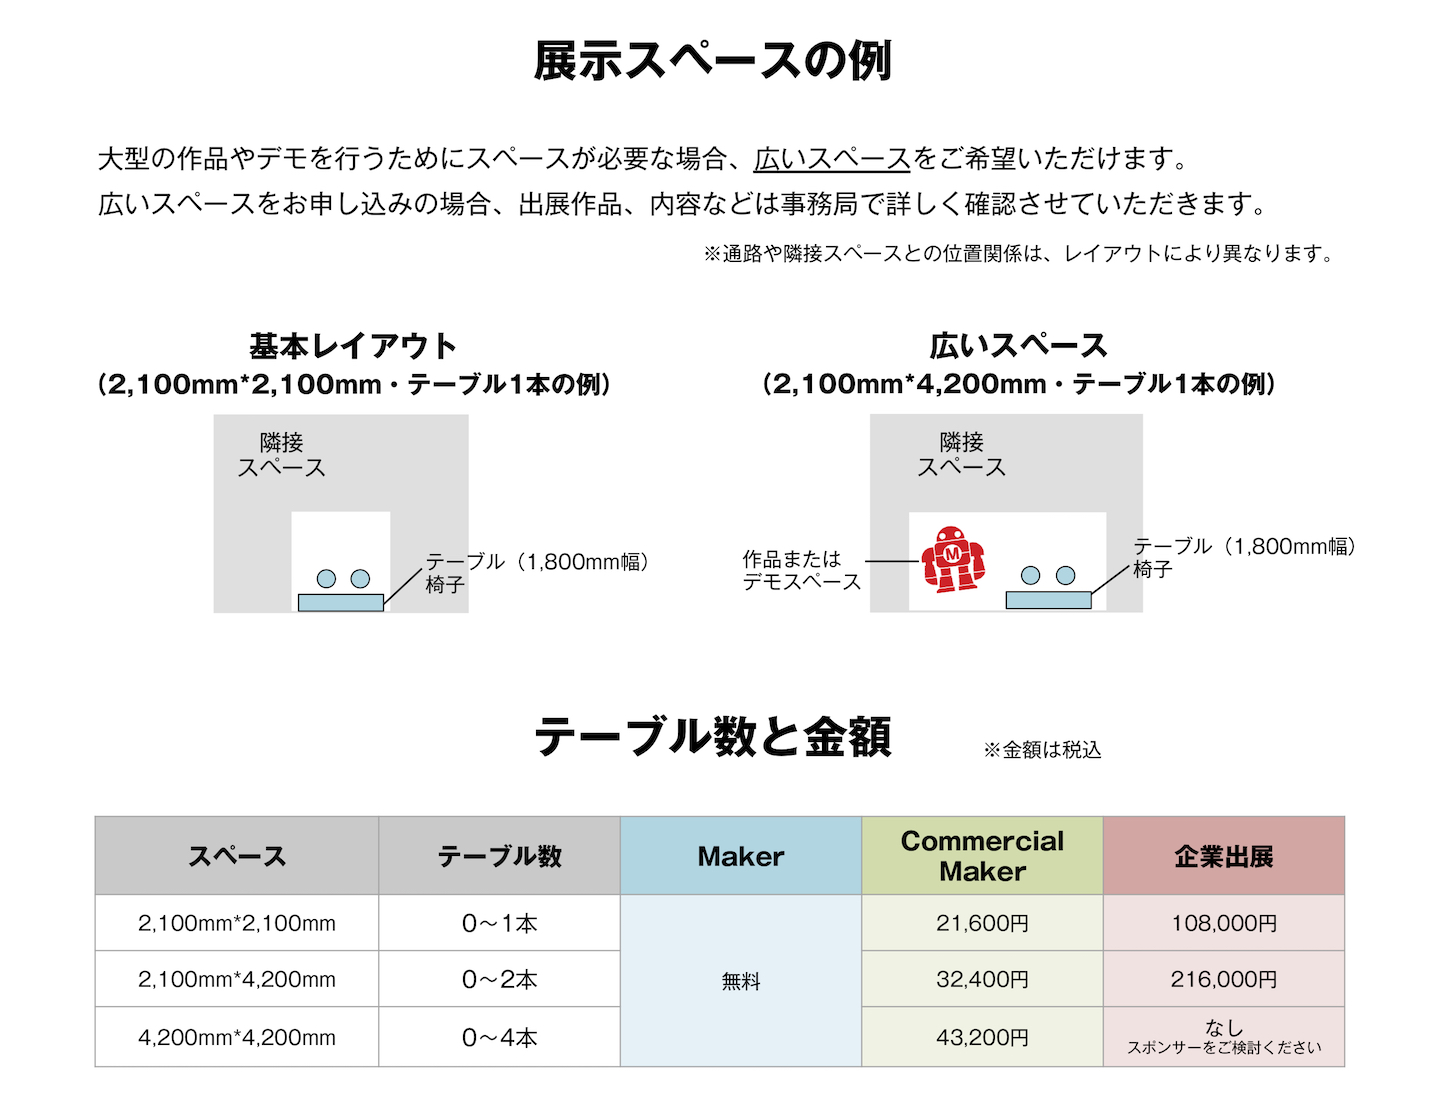 展示スペースの例
大型の作品やデモを行うためにスペースが必要な場合、広いスペースをご希望いただけます。
広いスペースをお申し込みの場合、出展作品、内容などは事務局で詳しく確認させていただきます。
※通路や隣接スペースとの位置関係は、レイアウトにより異なります。
基本レイアウト
（2,100mm*2,100mm・テーブル1本の例）
隣接
スペース
テーブル（1,800mm幅）
椅子
広いスペース
（2,100mm*4,200mm・テーブル1本の例）
隣接
スペース
作品または
デモスペース
M
テーブル（1,800mm幅）
椅子
テーブル数と金額
※金額は税込
スペース テーブル数 Maker Commercial Maker 企業出展
2,100mm*2,100mm 0〜1本 21,600円 108,000円
2,100mm*4,200mm 0〜2本 無料 32,400円 216,000円
4,200mm*4,200mm 0〜4本 43,200円 なし
スポンサーをご検討ください